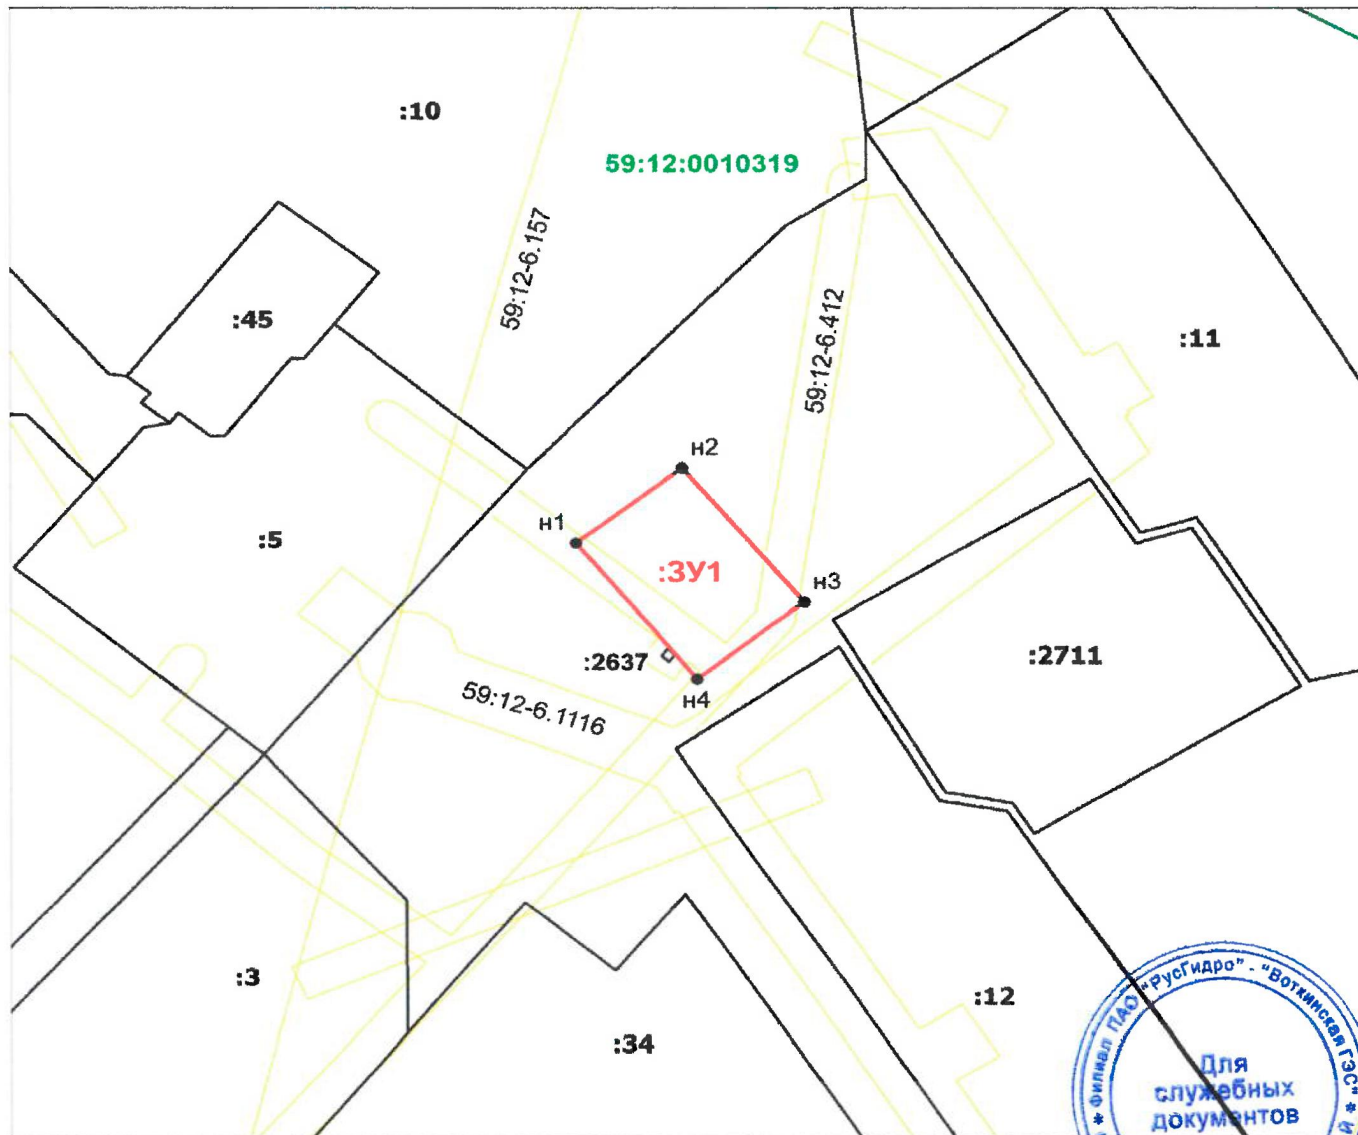 :10
59:12:0010319
59:12-6.157
:45
59:12-6.412
:11
н2
н1
:5
:ЗУ1
н3
:2637
:2711
н4
59:12-6.1116
:3
:12
:34
* Филиал ПАО "РусГидро" - "Воткинская ГЭС" *
Для
служебных
документов